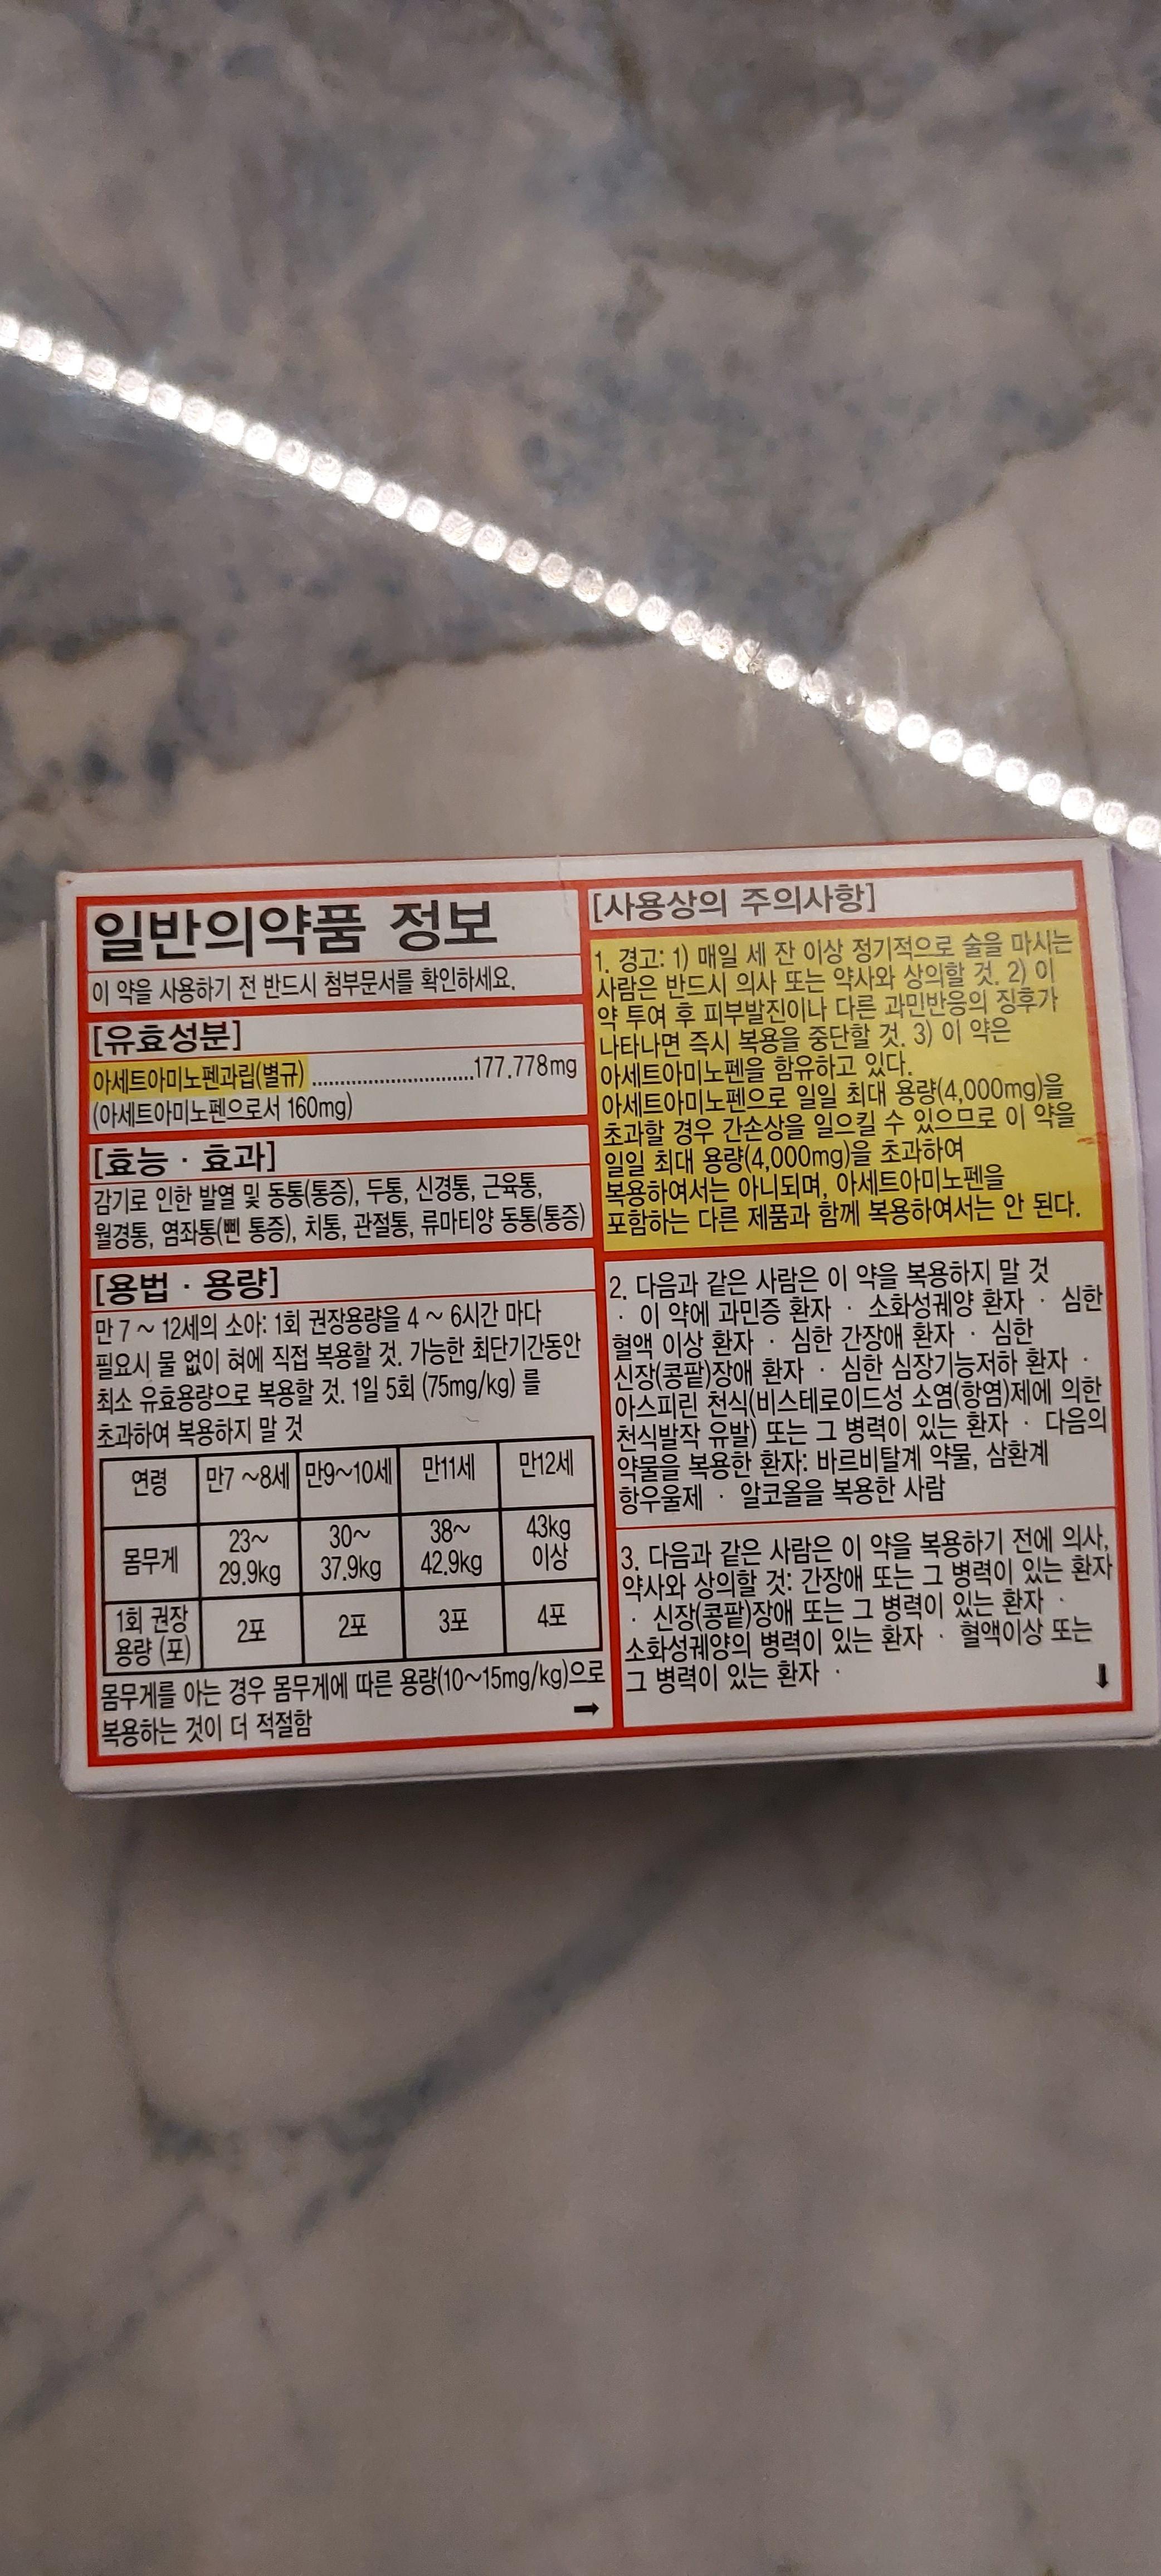 일반의약품 정보
이 약을 사용하기 전 반드시 첨부문서를 확인하세요.
[유효성분]
아세트아미노펜과립(별규) ..............................177.778mg
(아세트아미노펜으로서 160mg)
[효능 · 효과]
감기로 인한 발열 및 동통(통증), 두통, 신경통, 근육통,
월경통, 염좌통(삔 통증), 치통, 관절통, 류마티양 동통(통증)
[용법 · 용량]
만 7 ~ 12세의 소아: 1회 권장용량을 4 ~ 6시간 마다
필요시 물 없이 혀에 직접 복용할 것. 가능한 최단기간동안
최소 유효용량으로 복용할 것. 1일 5회 (75mg/kg) 를
초과하여 복용하지 말 것
연령 만7 ~8세 만9~10세 만11세 만12세
몸무게 23~ 29.9kg 30~ 37.9kg 38~ 42.9kg 43kg 이상
1회 권장 용량 (포) 2포 2포 3포 4포
몸무게를 아는 경우 몸무게에 따른 용량(10~15mg/kg)으로
복용하는 것이 더 적절함 →
[사용상의 주의사항]
1. 경고: 1) 매일 세 잔 이상 정기적으로 술을 마시는
사람은 반드시 의사 또는 약사와 상의할 것. 2) 이
약 투여 후 피부발진이나 다른 과민반응의 징후가
나타나면 즉시 복용을 중단할 것. 3) 이 약은
아세트아미노펜을 함유하고 있다.
아세트아미노펜으로 일일 최대 용량(4,000mg)을
초과할 경우 간손상을 일으킬 수 있으므로 이 약을
일일 최대 용량(4,000mg)을 초과하여
복용하여서는 아니되며, 아세트아미노펜을
포함하는 다른 제품과 함께 복용하여서는 안 된다.
2. 다음과 같은 사람은 이 약을 복용하지 말 것
· 이 약에 과민증 환자 · 소화성궤양 환자 · 심한
혈액 이상 환자 · 심한 간장애 환자 · 심한
신장(콩팥)장애 환자 · 심한 심장기능저하 환자 ·
아스피린 천식(비스테로이드성 소염(항염)제에 의한
천식발작 유발) 또는 그 병력이 있는 환자 · 다음의
약물을 복용한 환자: 바르비탈계 약물, 삼환계
항우울제 · 알코올을 복용한 사람
3. 다음과 같은 사람은 이 약을 복용하기 전에 의사,
약사와 상의할 것: 간장애 또는 그 병력이 있는 환자
· 신장(콩팥)장애 또는 그 병력이 있는 환자 ·
소화성궤양의 병력이 있는 환자 · 혈액이상 또는
그 병력이 있는 환자 · ↓